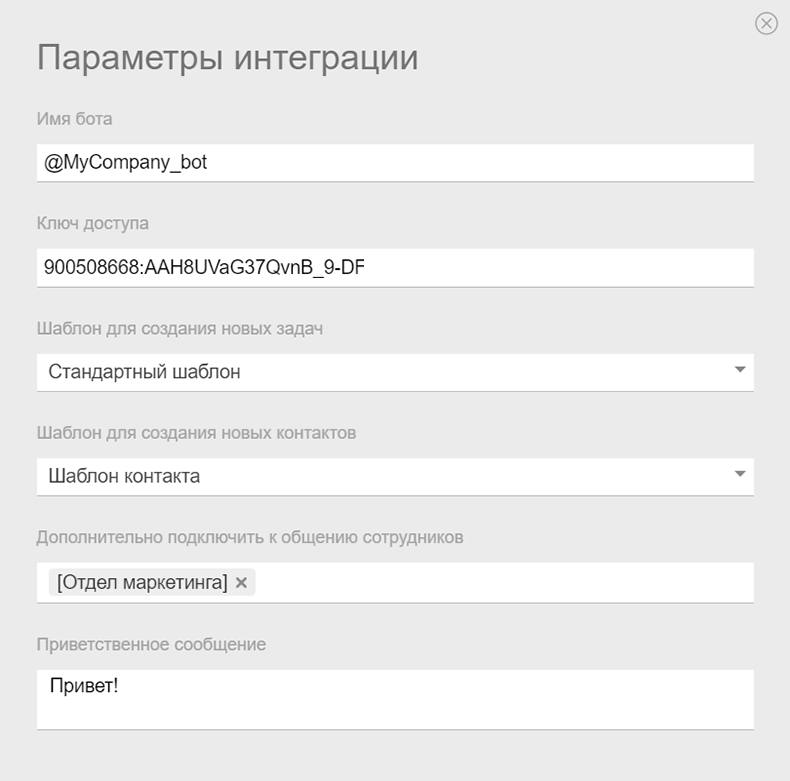 Параметры интеграции
Имя бота
@MyCompany_bot
Ключ доступа
900508668:AAH8UVaG37QvnB_9-DF
Шаблон для создания новых задач
Стандартный шаблон
Шаблон для создания новых контактов
Шаблон контакта
Дополнительно подключить к общению сотрудников
[Отдел маркетинга] ×
Приветственное сообщение
Привет!